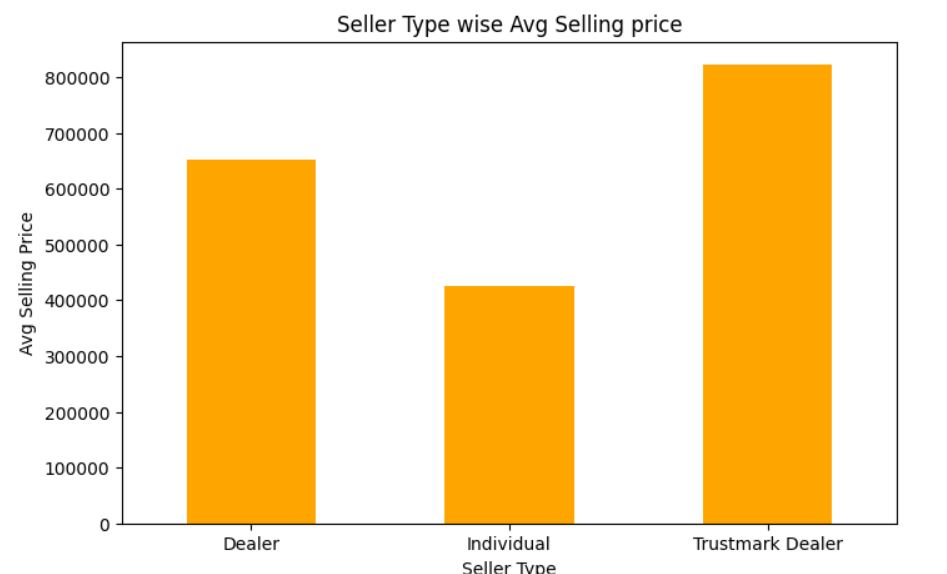 Seller Type wise Avg Selling price
Avg Selling Price
800000
700000
600000
500000
400000
300000
200000
100000
0
Dealer
Individual
Trustmark Dealer
Seller Type